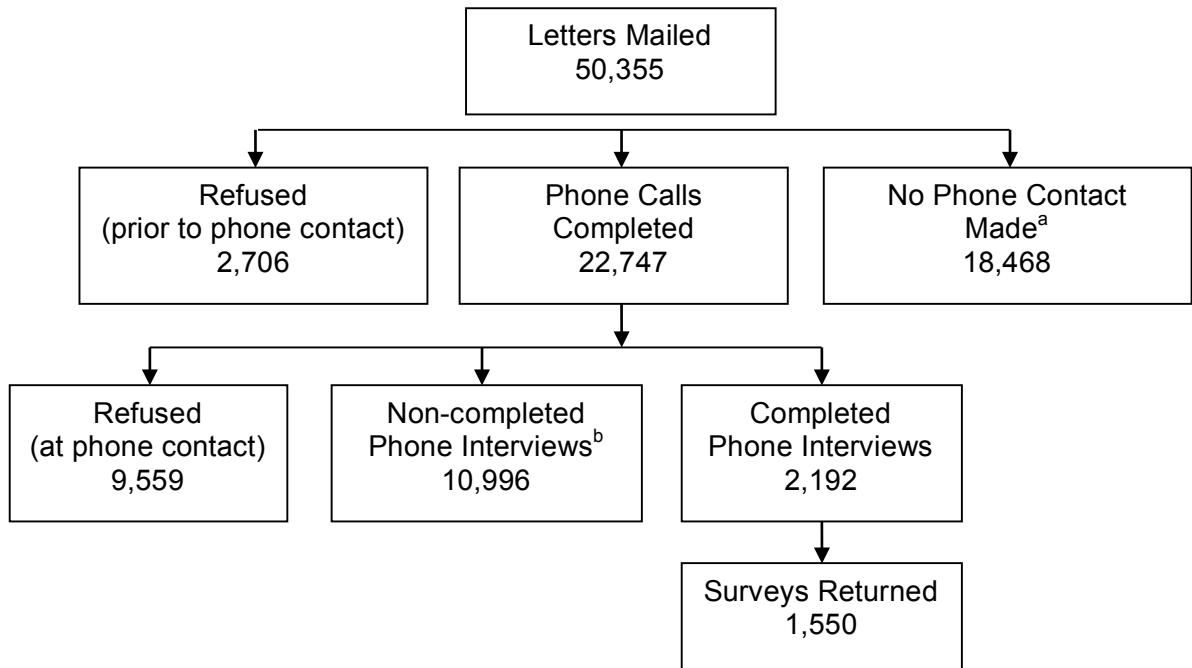 Letters Mailed
50,355
Refused
(prior to phone contact)
2,706
Phone Calls
Completed
22,747
No Phone Contact
Madeᵃ
18,468
Refused
(at phone contact)
9,559
Non-completed
Phone Interviewsᵇ
10,996
Completed
Phone Interviews
2,192
Surveys Returned
1,550